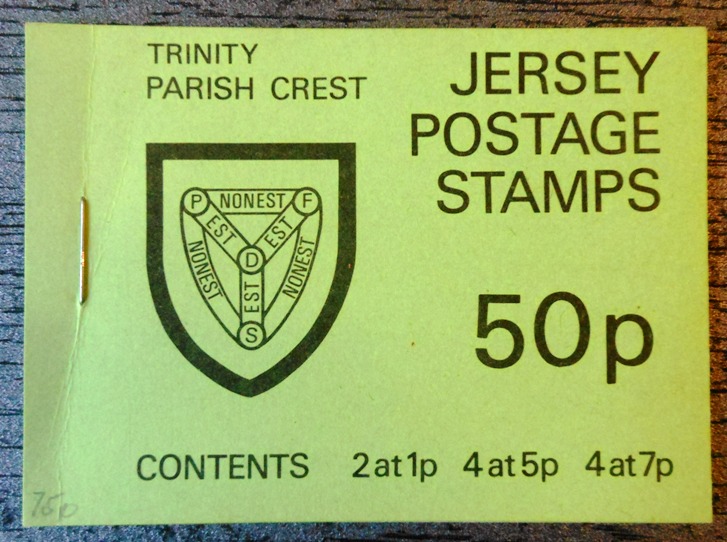 TRINITY
PARISH CREST
JERSEY
POSTAGE
STAMPS
P NONEST F
EST EST
NONEST D NONEST
EST
S
50p
CONTENTS 2at1p 4at5p 4at7p
75p